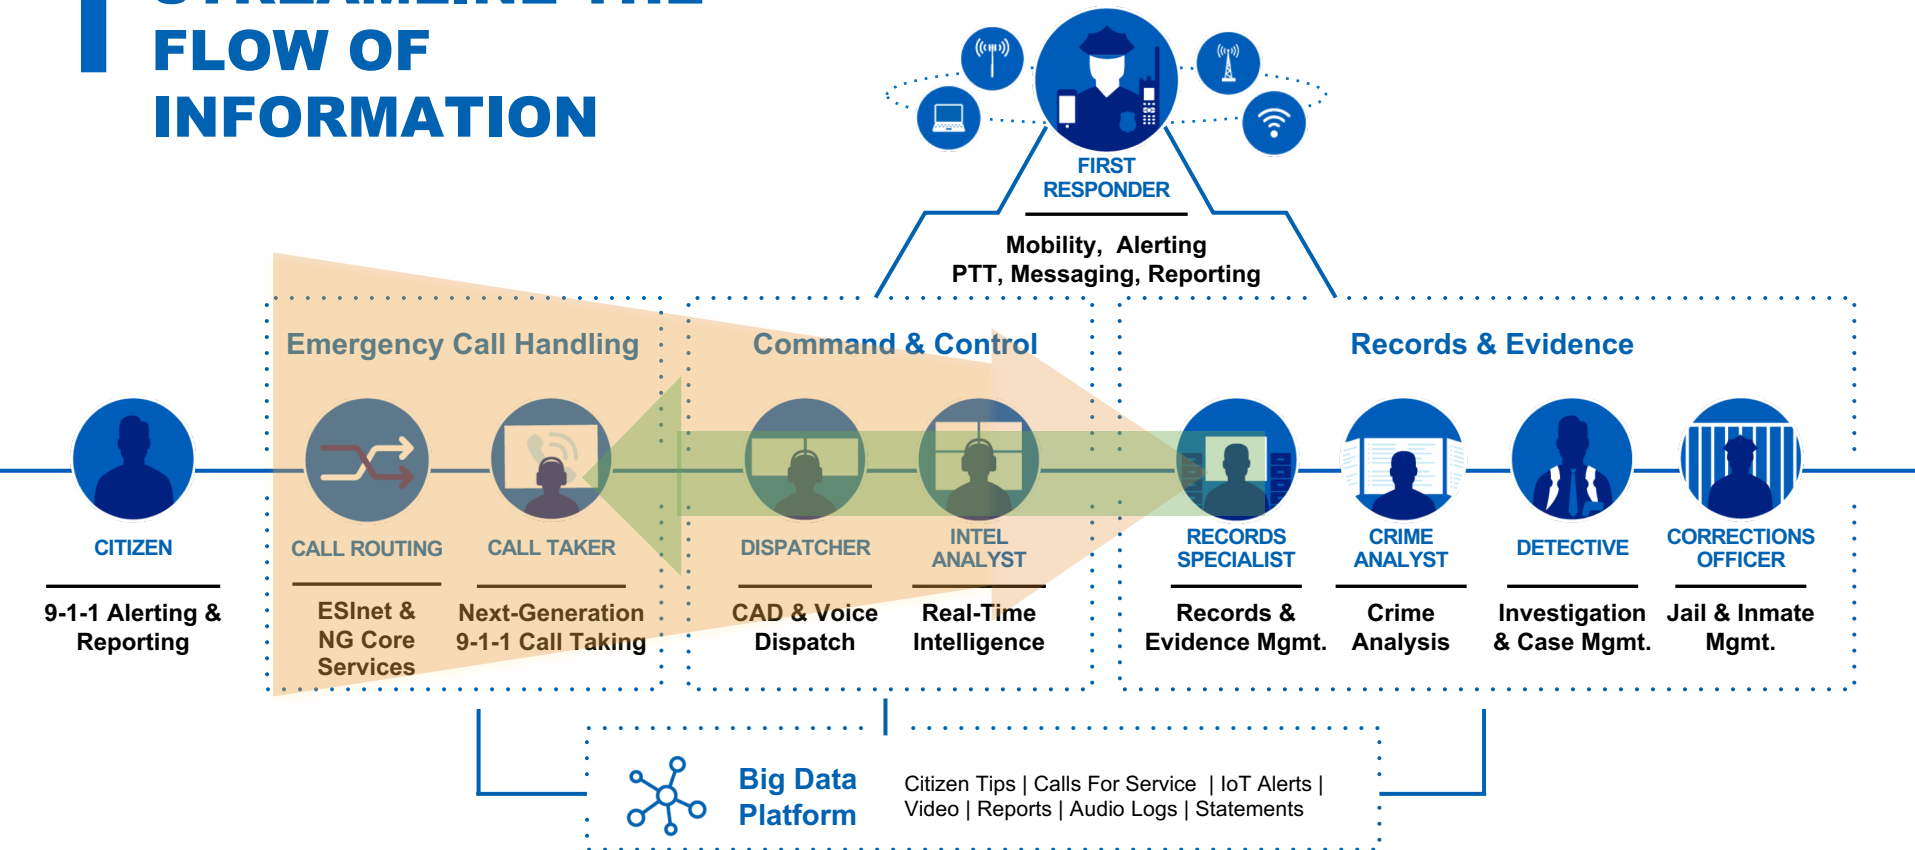 STREAMLINE THE
FLOW OF
INFORMATION
FIRST
RESPONDER
Mobility, Alerting
PTT, Messaging, Reporting
Emergency Call Handling
Command & Control
Records & Evidence
CITIZEN
9-1-1 Alerting &
Reporting
CALL ROUTING
ESInet &
NG Core
Services
CALL TAKER
Next-Generation
9-1-1 Call Taking
DISPATCHER
CAD & Voice
Dispatch
INTEL
ANALYST
Real-Time
Intelligence
RECORDS
SPECIALIST
Records &
Evidence Mgmt.
CRIME
ANALYST
Crime
Analysis
DETECTIVE
Investigation
& Case Mgmt.
CORRECTIONS
OFFICER
Jail & Inmate
Mgmt.
Big Data
Platform
Citizen Tips | Calls For Service | IoT Alerts |
Video | Reports | Audio Logs | Statements